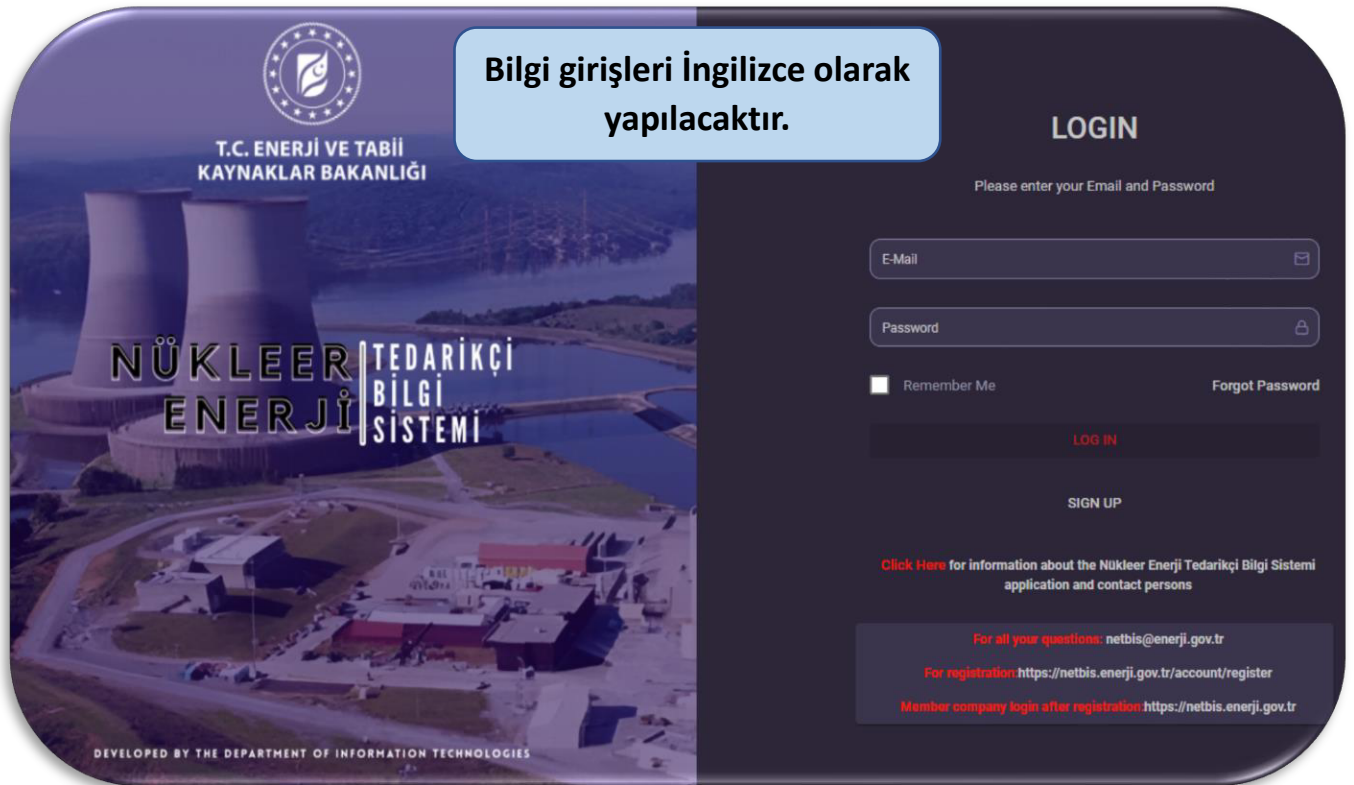 Bilgi girişleri İngilizce olarak
yapılacaktır.
T.C. ENERJİ VE TABİİ
KAYNAKLAR BAKANLIĞI
NÜKLEER
ENERJİ
TEDARİKÇİ
BİLGİ
SİSTEMİ
DEVELOPED BY THE DEPARTMENT OF INFORMATION TECHNOLOGIES
LOGIN
Please enter your Email and Password
E-Mail
Password
Remember Me
Forgot Password
LOG IN
SIGN UP
Click Here for information about the Nükleer Enerji Tedarikçi Bilgi Sistemi
application and contact persons
For all your questions: netbis@enerji.gov.tr
For registration:https://netbis.enerji.gov.tr/account/register
Member company login after registration:https://netbis.enerji.gov.tr